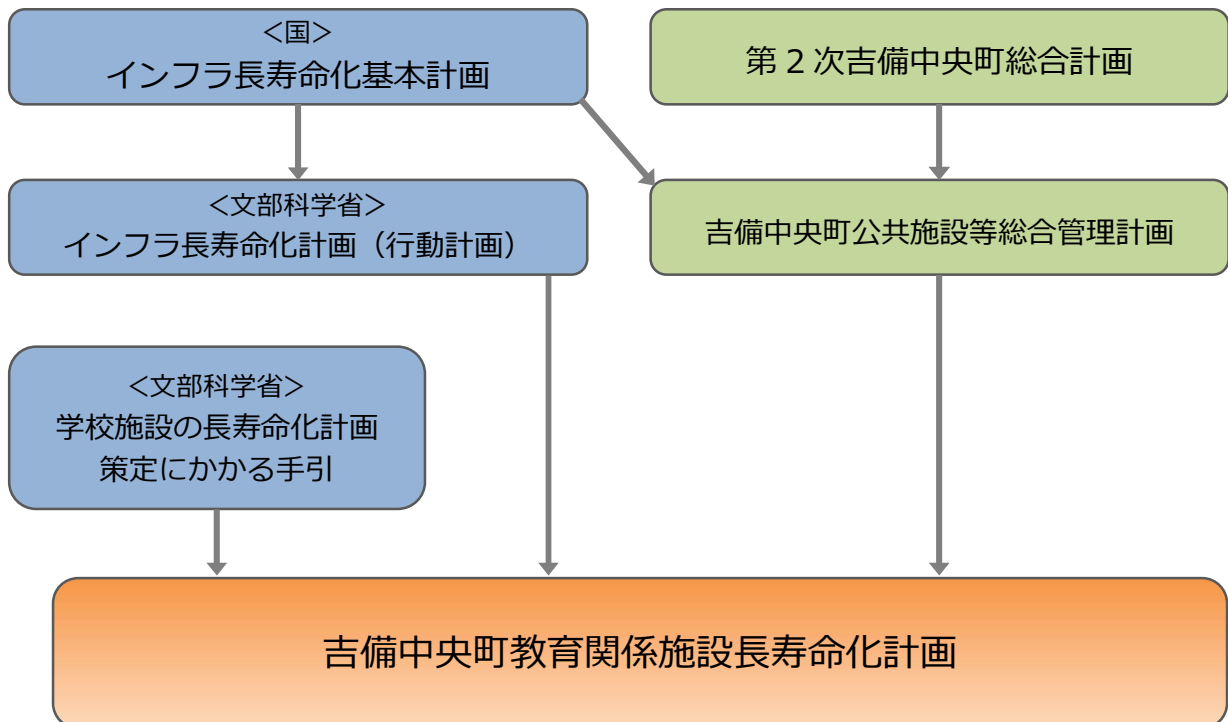 ＜国＞
インフラ長寿命化基本計画
第２次吉備中央町総合計画
＜文部科学省＞
インフラ長寿命化計画（行動計画）
吉備中央町公共施設等総合管理計画
＜文部科学省＞
学校施設の長寿命化計画
策定にかかる手引
吉備中央町教育関係施設長寿命化計画